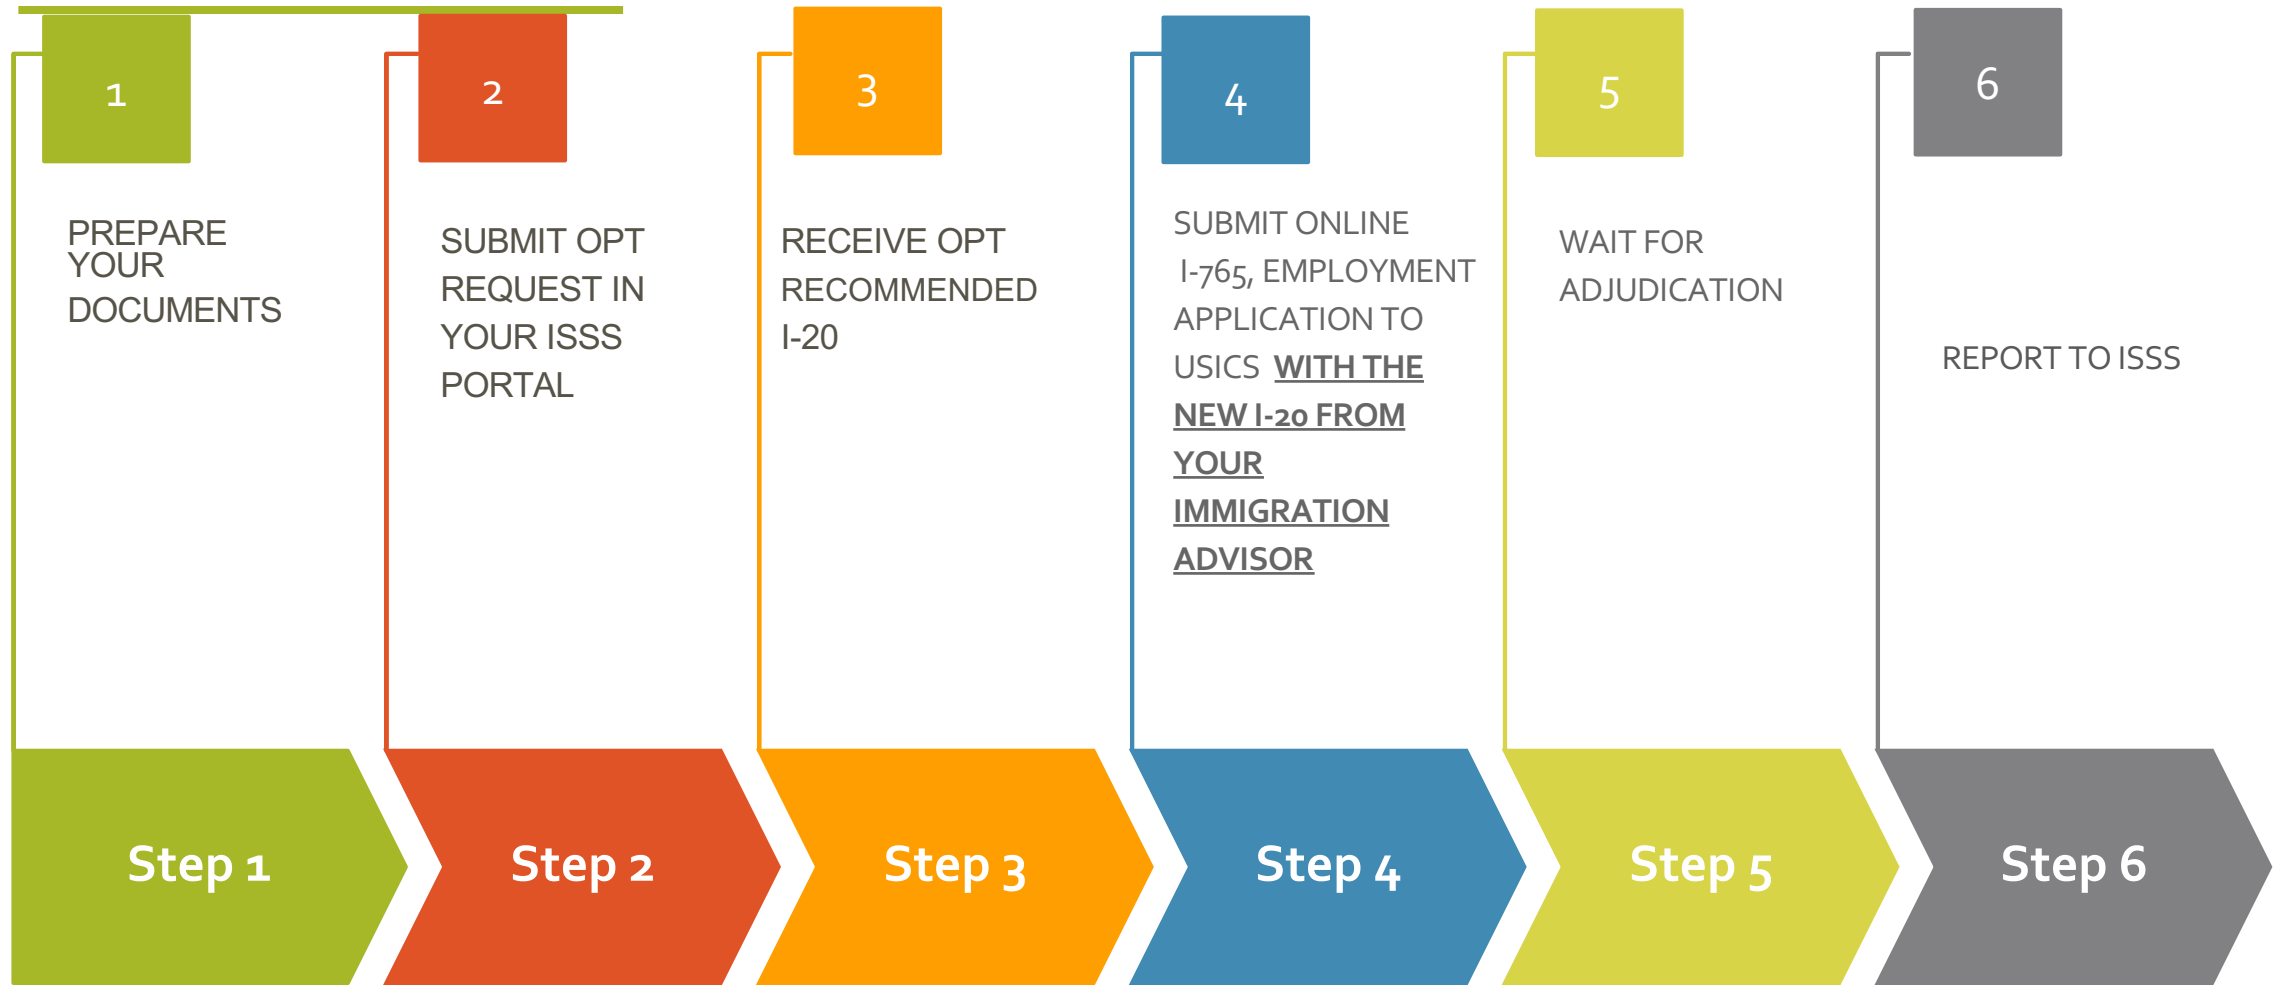 1
PREPARE
YOUR
DOCUMENTS
2
SUBMIT OPT
REQUEST IN
YOUR ISSS
PORTAL
3
RECEIVE OPT
RECOMMENDED
I-20
4
SUBMIT ONLINE
I-765, EMPLOYMENT
APPLICATION TO
USICS WITH THE
NEW I-20 FROM
YOUR
IMMIGRATION
ADVISOR
5
WAIT FOR
ADJUDICATION
6
REPORT TO ISSS
Step 1
Step 2
Step 3
Step 4
Step 5
Step 6